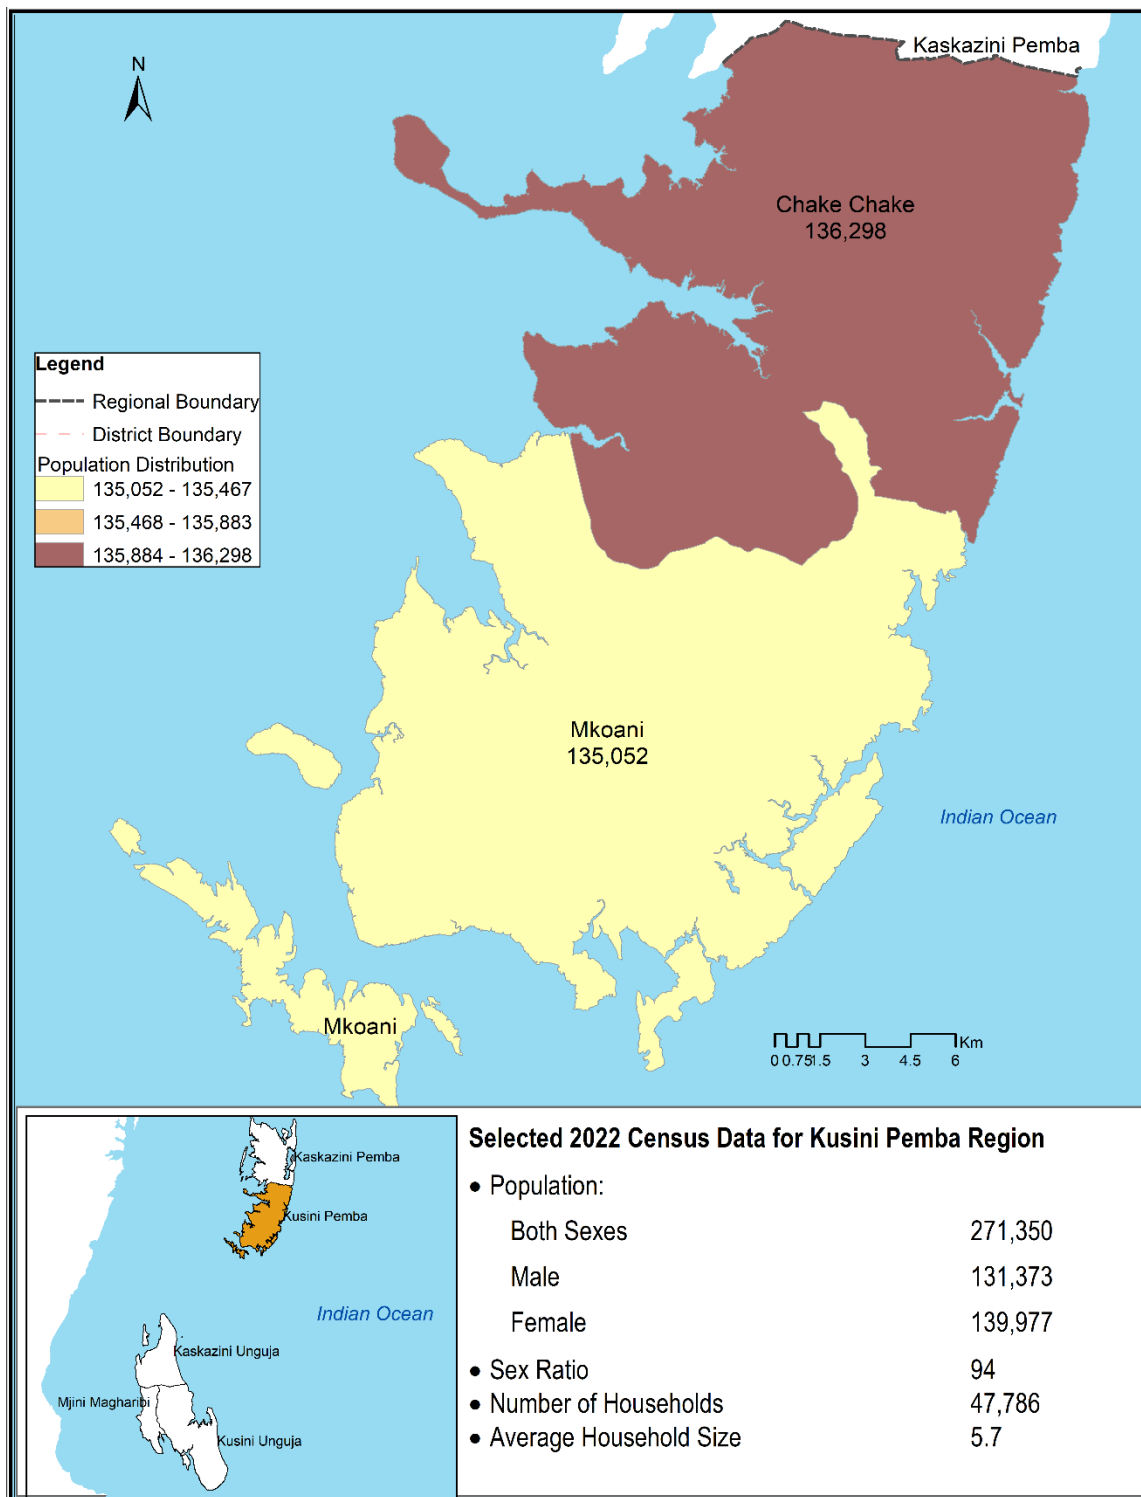 Kaskazini Pemba
N
Chake Chake
136,298
Legend
Regional Boundary
District Boundary
Population Distribution
135,052 - 135,467
135,468 - 135,883
135,884 - 136,298
Mkoani
135,052
Indian Ocean
Mkoani
Km
0 0.75 1.5 3 4.5 6
Kaskazini Pemba
Kusini Pemba
Indian Ocean
Kaskazini Unguja
Mjini Magharibi
Kusini Unguja
Selected 2022 Census Data for Kusini Pemba Region
• Population:
Both Sexes 271,350
Male 131,373
Female 139,977
• Sex Ratio 94
• Number of Households 47,786
• Average Household Size 5.7